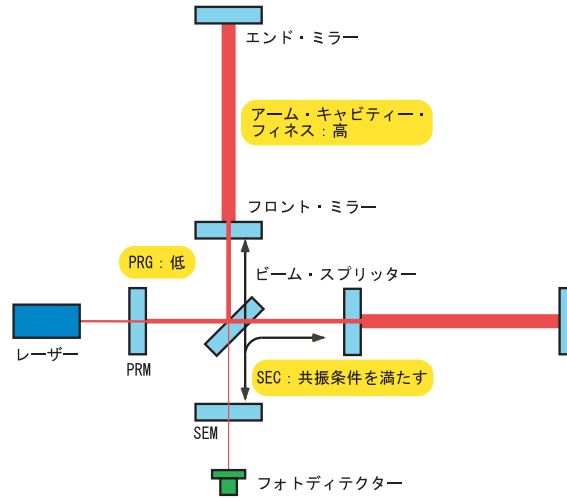 エンド・ミラー
アーム・キャビティー・
フィネス：高
フロント・ミラー
PRG：低
ビーム・スプリッター
レーザー
PRM
SEC：共振条件を満たす
SEM
フォトディテクター